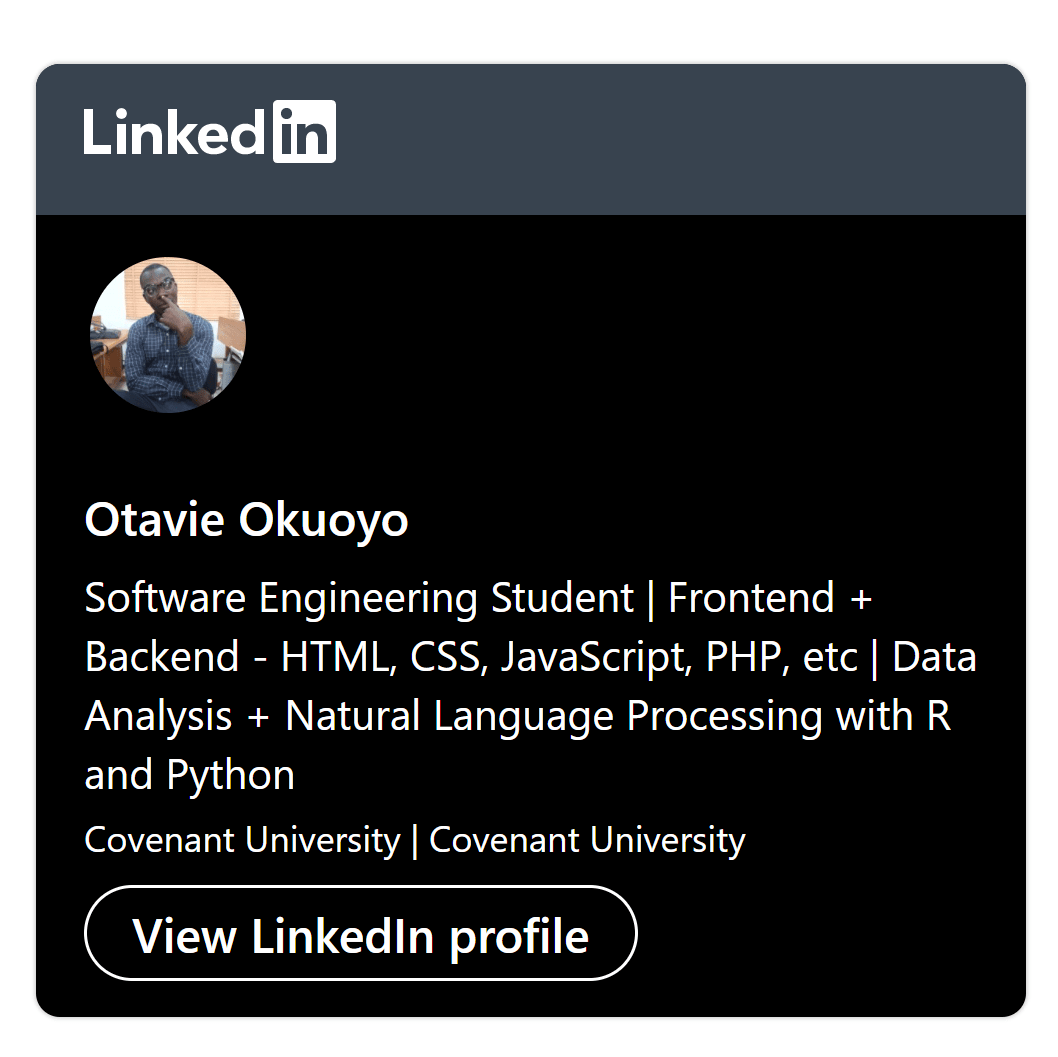 Linkedin
Otavie Okuoyo
Software Engineering Student | Frontend +
Backend - HTML, CSS, JavaScript, PHP, etc | Data
Analysis + Natural Language Processing with R
and Python
Covenant University | Covenant University
View LinkedIn profile